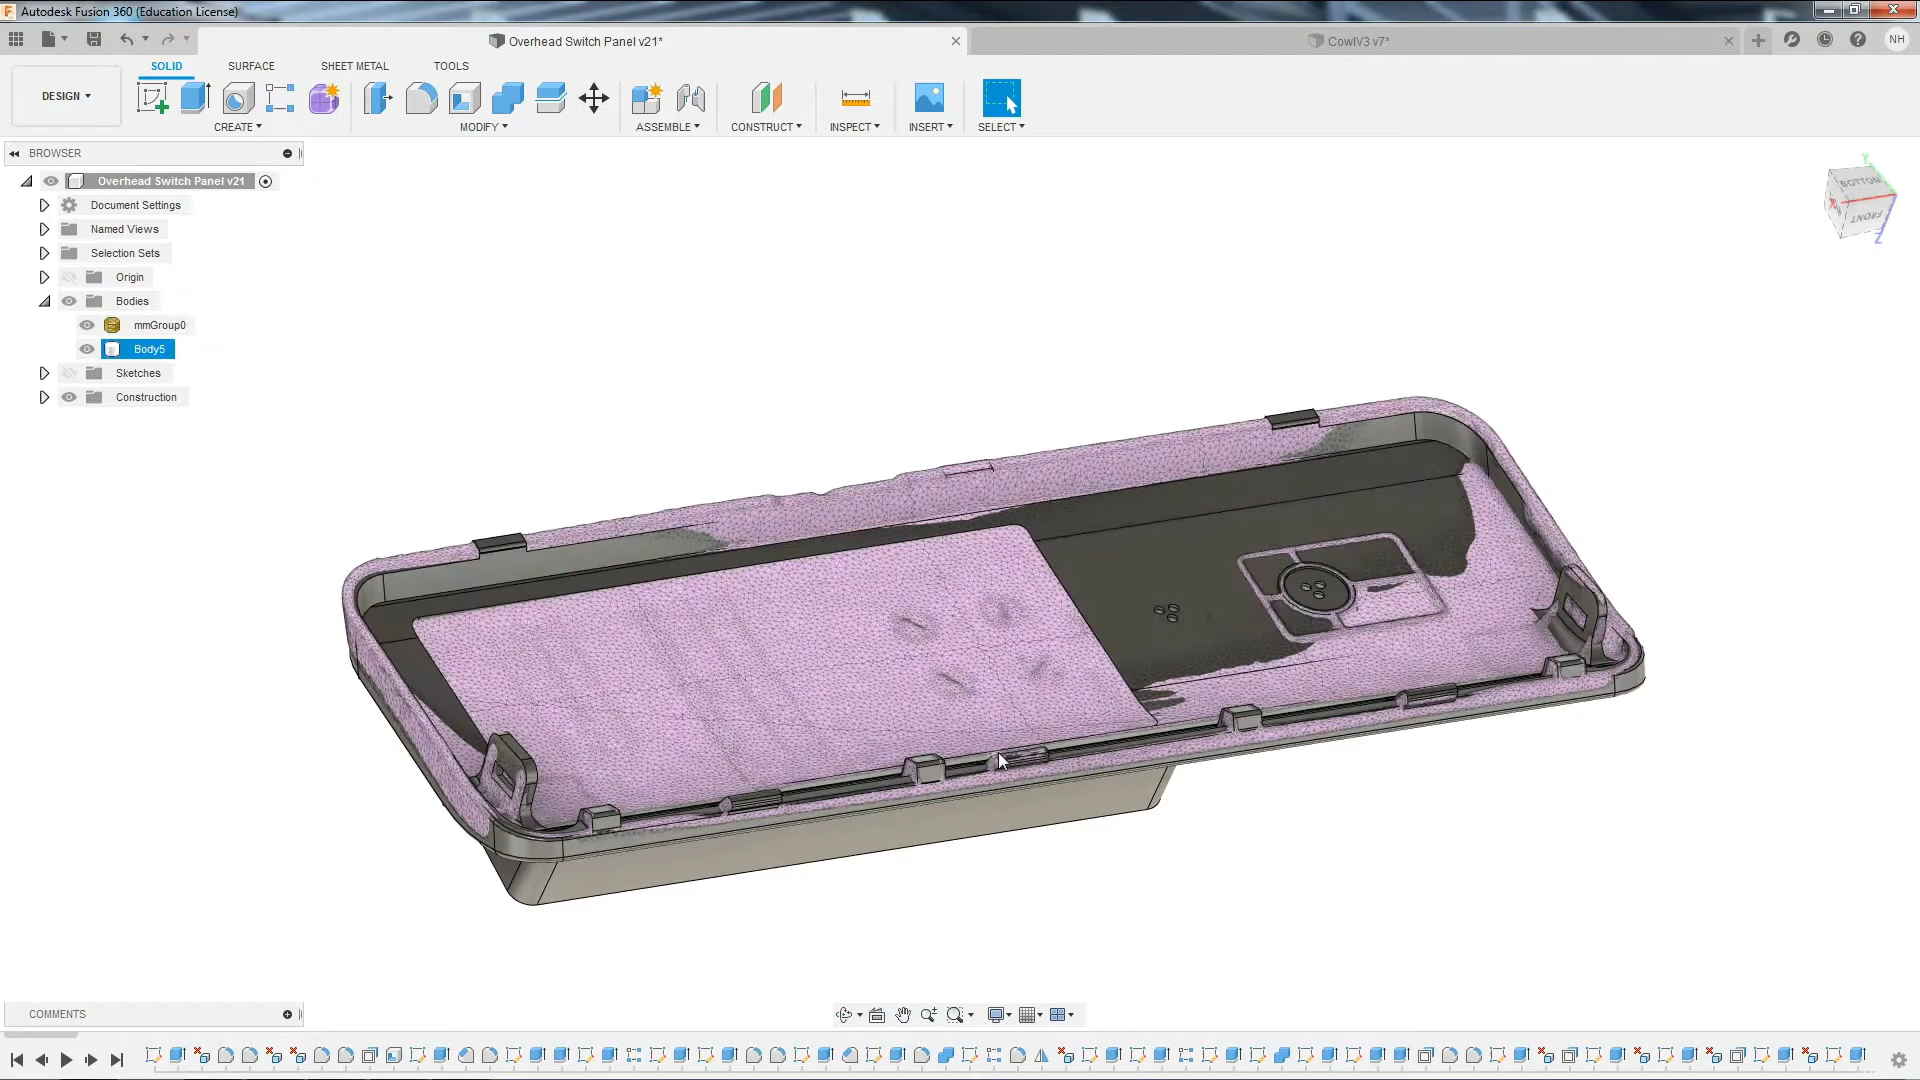 Autodesk Fusion 360 (Education License)
Overhead Switch Panel v21*
CowlV3 v7*
NH
SOLID
SURFACE
SHEET METAL
TOOLS
DESIGN
CREATE
MODIFY
ASSEMBLE
CONSTRUCT
INSPECT
INSERT
SELECT
BROWSER
Overhead Switch Panel v21
Document Settings
Named Views
Selection Sets
Origin
Bodies
mmGroup0
Body5
Sketches
Construction
Y
BOTTOM
X
FRONT
Z
COMMENTS